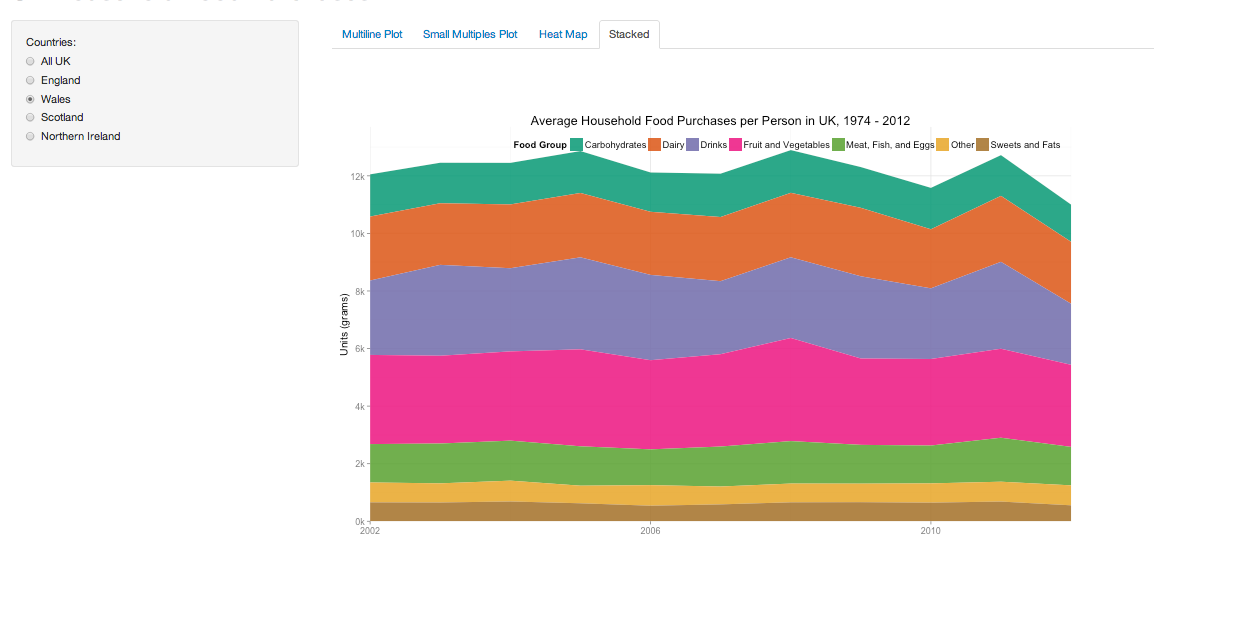 Countries:
All UK
England
Wales
Scotland
Northern Ireland
Multiline Plot Small Multiples Plot Heat Map Stacked
Average Household Food Purchases per Person in UK, 1974 - 2012
Food Group Carbohydrates Dairy Drinks Fruit and Vegetables Meat, Fish, and Eggs Other Sweets and Fats
Units (grams)
12k
10k
8k
6k
4k
2k
0k
2002 2006 2010